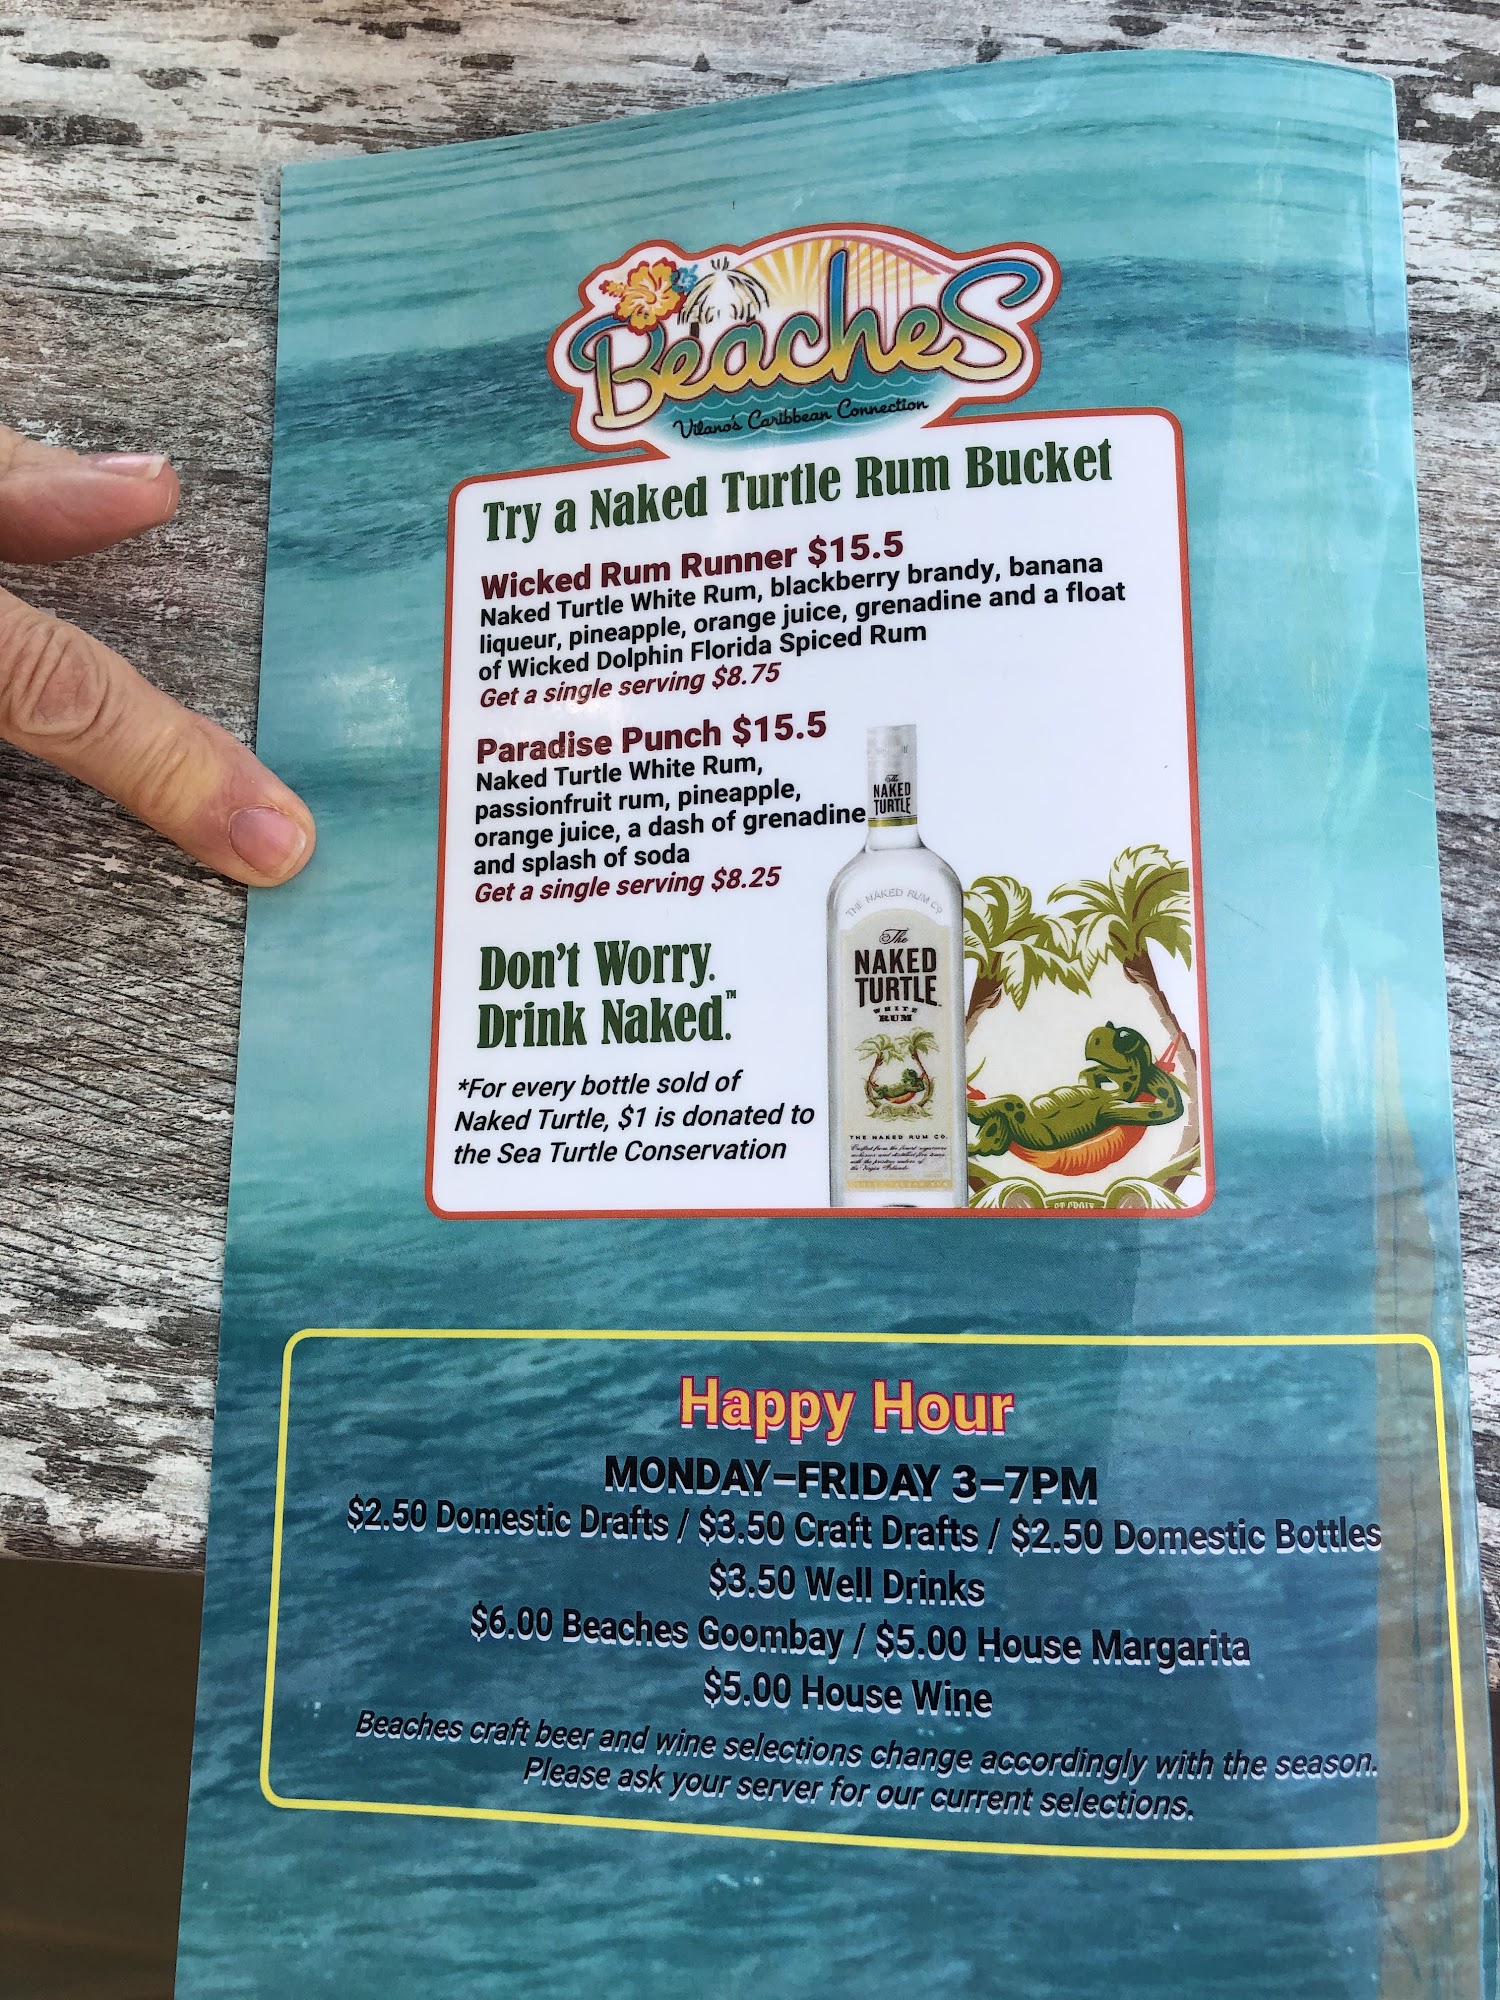 Beaches
Vilano's Caribbean Connection
Try a Naked Turtle Rum Bucket
Wicked Rum Runner $15.5
Naked Turtle White Rum, blackberry brandy, banana
liqueur, pineapple, orange juice, grenadine and a float
of Wicked Dolphin Florida Spiced Rum
Get a single serving $8.75
Paradise Punch $15.5
Naked Turtle White Rum,
passionfruit rum, pineapple,
orange juice, a dash of grenadine
and splash of soda
Get a single serving $8.25
The
NAKED
TURTLE
THE NAKED RUM CO
The
NAKED
TURTLE
WHITE
RUM
THE NAKED RUM CO.
ST CROIX
Don't Worry.
Drink Naked.™
*For every bottle sold of
Naked Turtle, $1 is donated to
the Sea Turtle Conservation
Happy Hour
MONDAY–FRIDAY 3–7PM
$2.50 Domestic Drafts / $3.50 Craft Drafts / $2.50 Domestic Bottles
$3.50 Well Drinks
$6.00 Beaches Goombay / $5.00 House Margarita
$5.00 House Wine
Beaches craft beer and wine selections change accordingly with the season.
Please ask your server for our current selections.